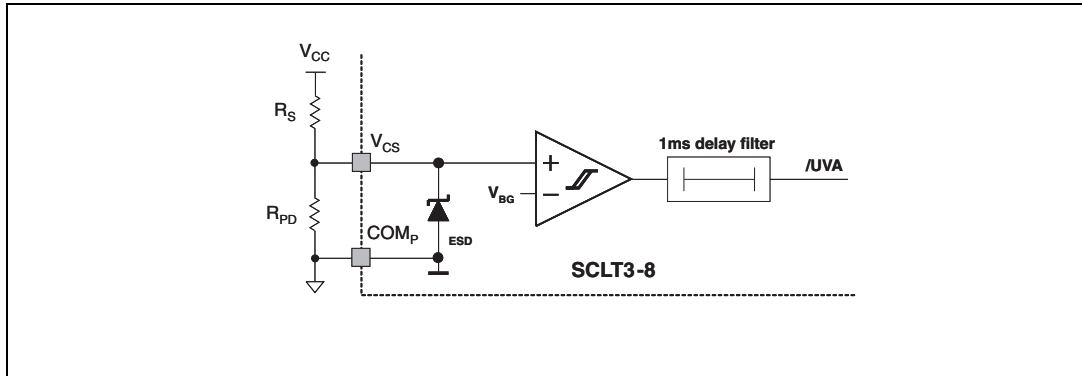 VCC
RS
VCS
1ms delay filter
+
/UVA
VBG
−
RPD
COMP
ESD
SCLT3-8